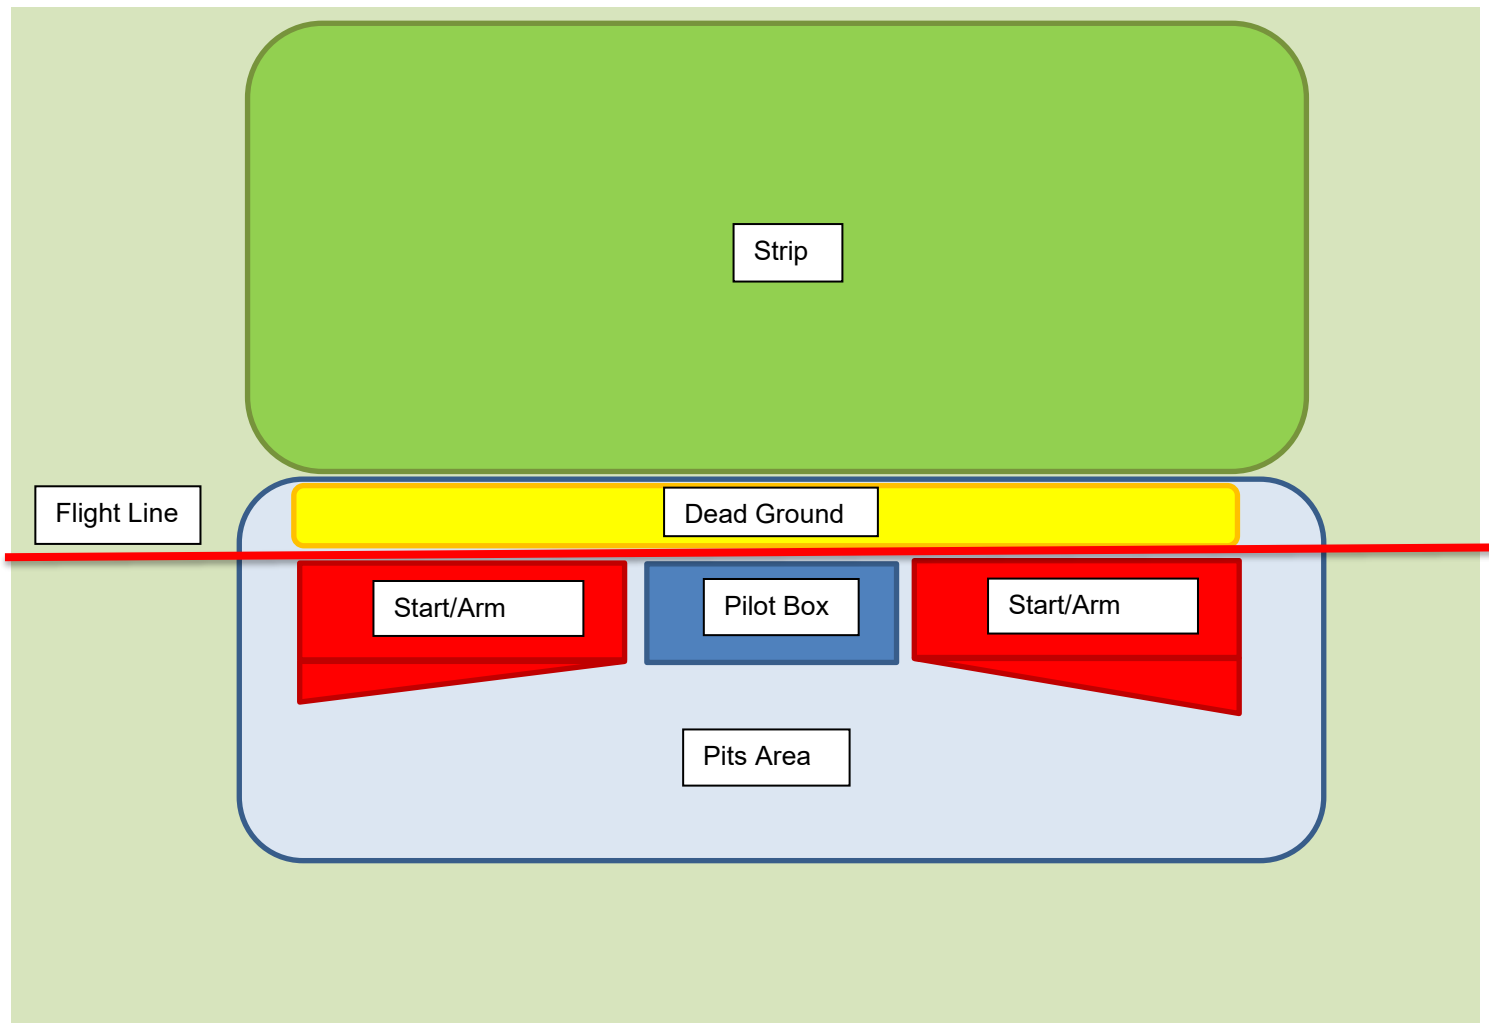 Strip
Flight Line
Dead Ground
Start/Arm
Pilot Box
Start/Arm
Pits Area